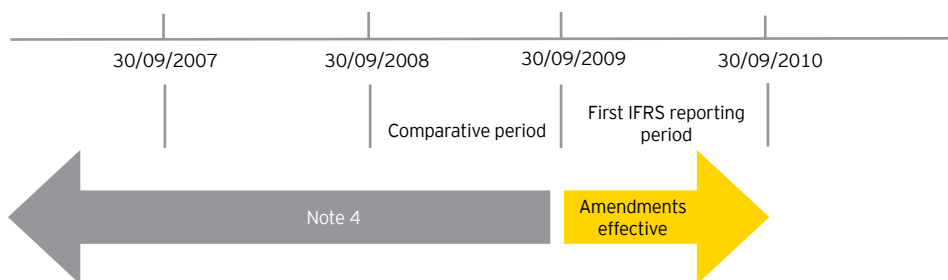 30/09/2007 30/09/2008 30/09/2009 30/09/2010
Comparative period
First IFRS reporting
period
Note 4
Amendments
effective